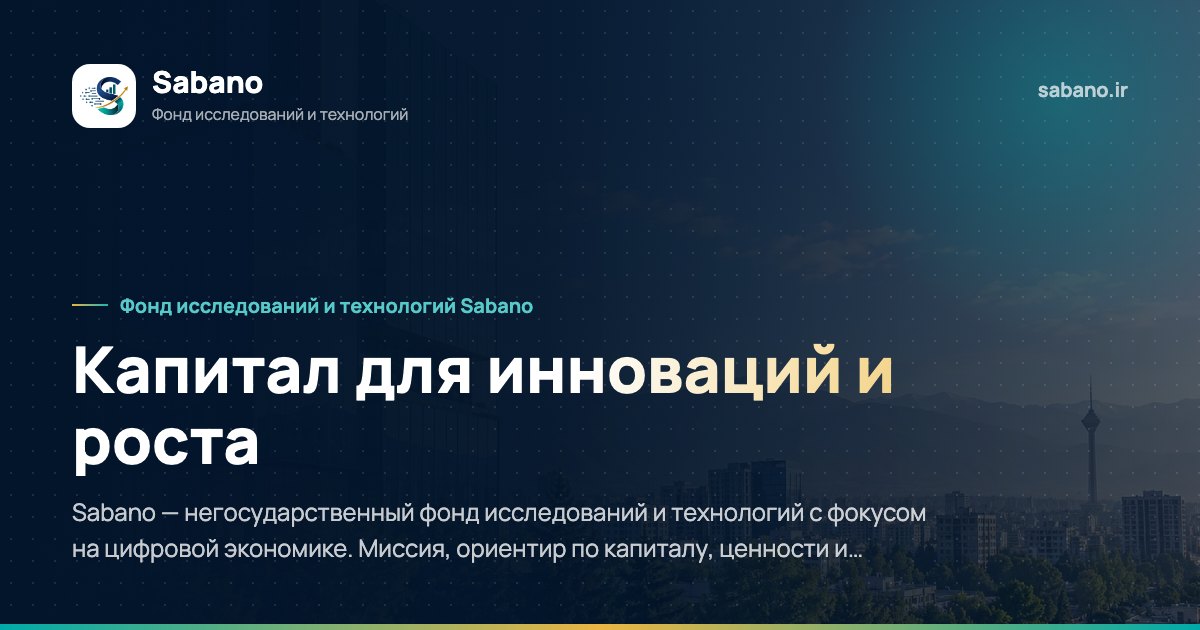 Sabano
Фонд исследований и технологий
sabano.ir
Фонд исследований и технологий Sabano
Капитал для инноваций и
роста
Sabano — негосударственный фонд исследований и технологий с фокусом
на цифровой экономике. Миссия, ориентир по капиталу, ценности и…